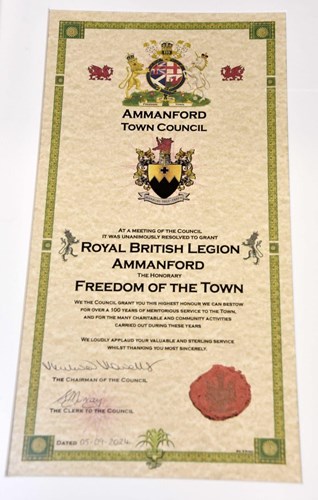 AMMANFORD
TOWN COUNCIL
AT A MEETING OF THE COUNCIL
IT WAS UNANIMOUSLY RESOLVED TO GRANT
ROYAL BRITISH LEGION
AMMANFORD
THE HONORARY
FREEDOM OF THE TOWN
WE THE COUNCIL GRANT YOU THIS HIGHEST HONOUR WE CAN BESTOW
FOR OVER A 100 YEARS OF MERITORIOUS SERVICE TO THE TOWN,
AND FOR THE MANY CHARITABLE AND COMMUNITY ACTIVITIES
CARRIED OUT DURING THESE YEARS
WE LOUDLY APPLAUD YOUR VALUABLE AND STERLING SERVICE
WHILST THANKING YOU MOST SINCERELY.
THE CHAIRMAN OF THE COUNCIL
THE CLERK TO THE COUNCIL
DATED 05-09-2024